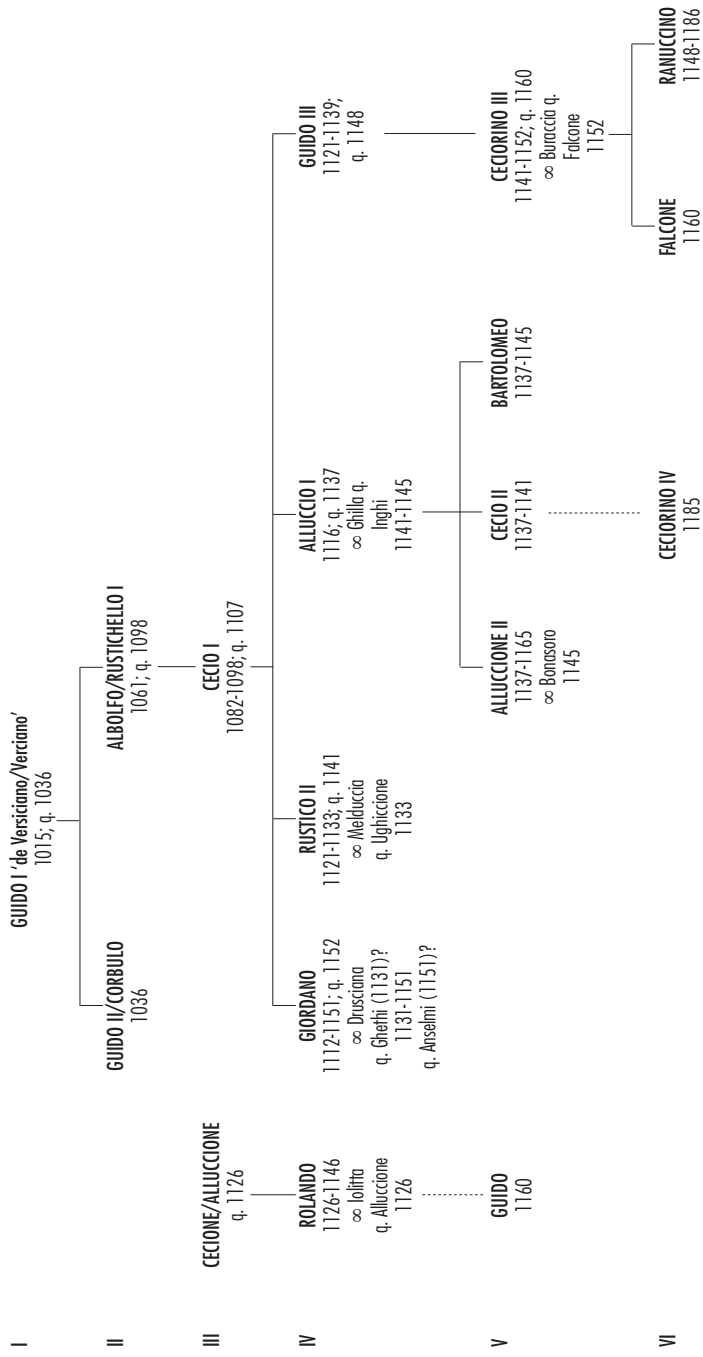 I
GUIDO I ‘de Versiciano/Verciano’
1015; q. 1036
II
GUIDO II/CORBULO
1036
ALBOLFO/RUSTICHELLO I
1061; q. 1098
III
CECIONE/ALLUCCIONE
q. 1126
CECIO I
1082-1098; q. 1107
IV
ROLANDO
1126-1146
∞ Iolitta
q. Alluccione
1126
GIORDANO
1112-1151; q. 1152
∞ Drusciana
q. Ghethi (1131)?
1131-1151
q. Anselmi (1151)?
RUSTICO II
1121-1133; q. 1141
∞ Melduccia
q. Ughiccione
1133
ALLUCCIO I
1116; q. 1137
∞ Ghilla q.
Inghi
1141-1145
GUIDO III
1121-1139;
q. 1148
V
GUIDO
1160
ALLUCCIONE II
1137-1165
∞ Bonasoro
1145
CECIO II
1137-1141
BARTOLOMEO
1137-1145
CECIORINO III
1141-1152; q. 1160
∞ Buraccia q.
Falcone
1152
VI
CECIORINO IV
1185
FALCONE
1160
RANUCCINO
1148-1186